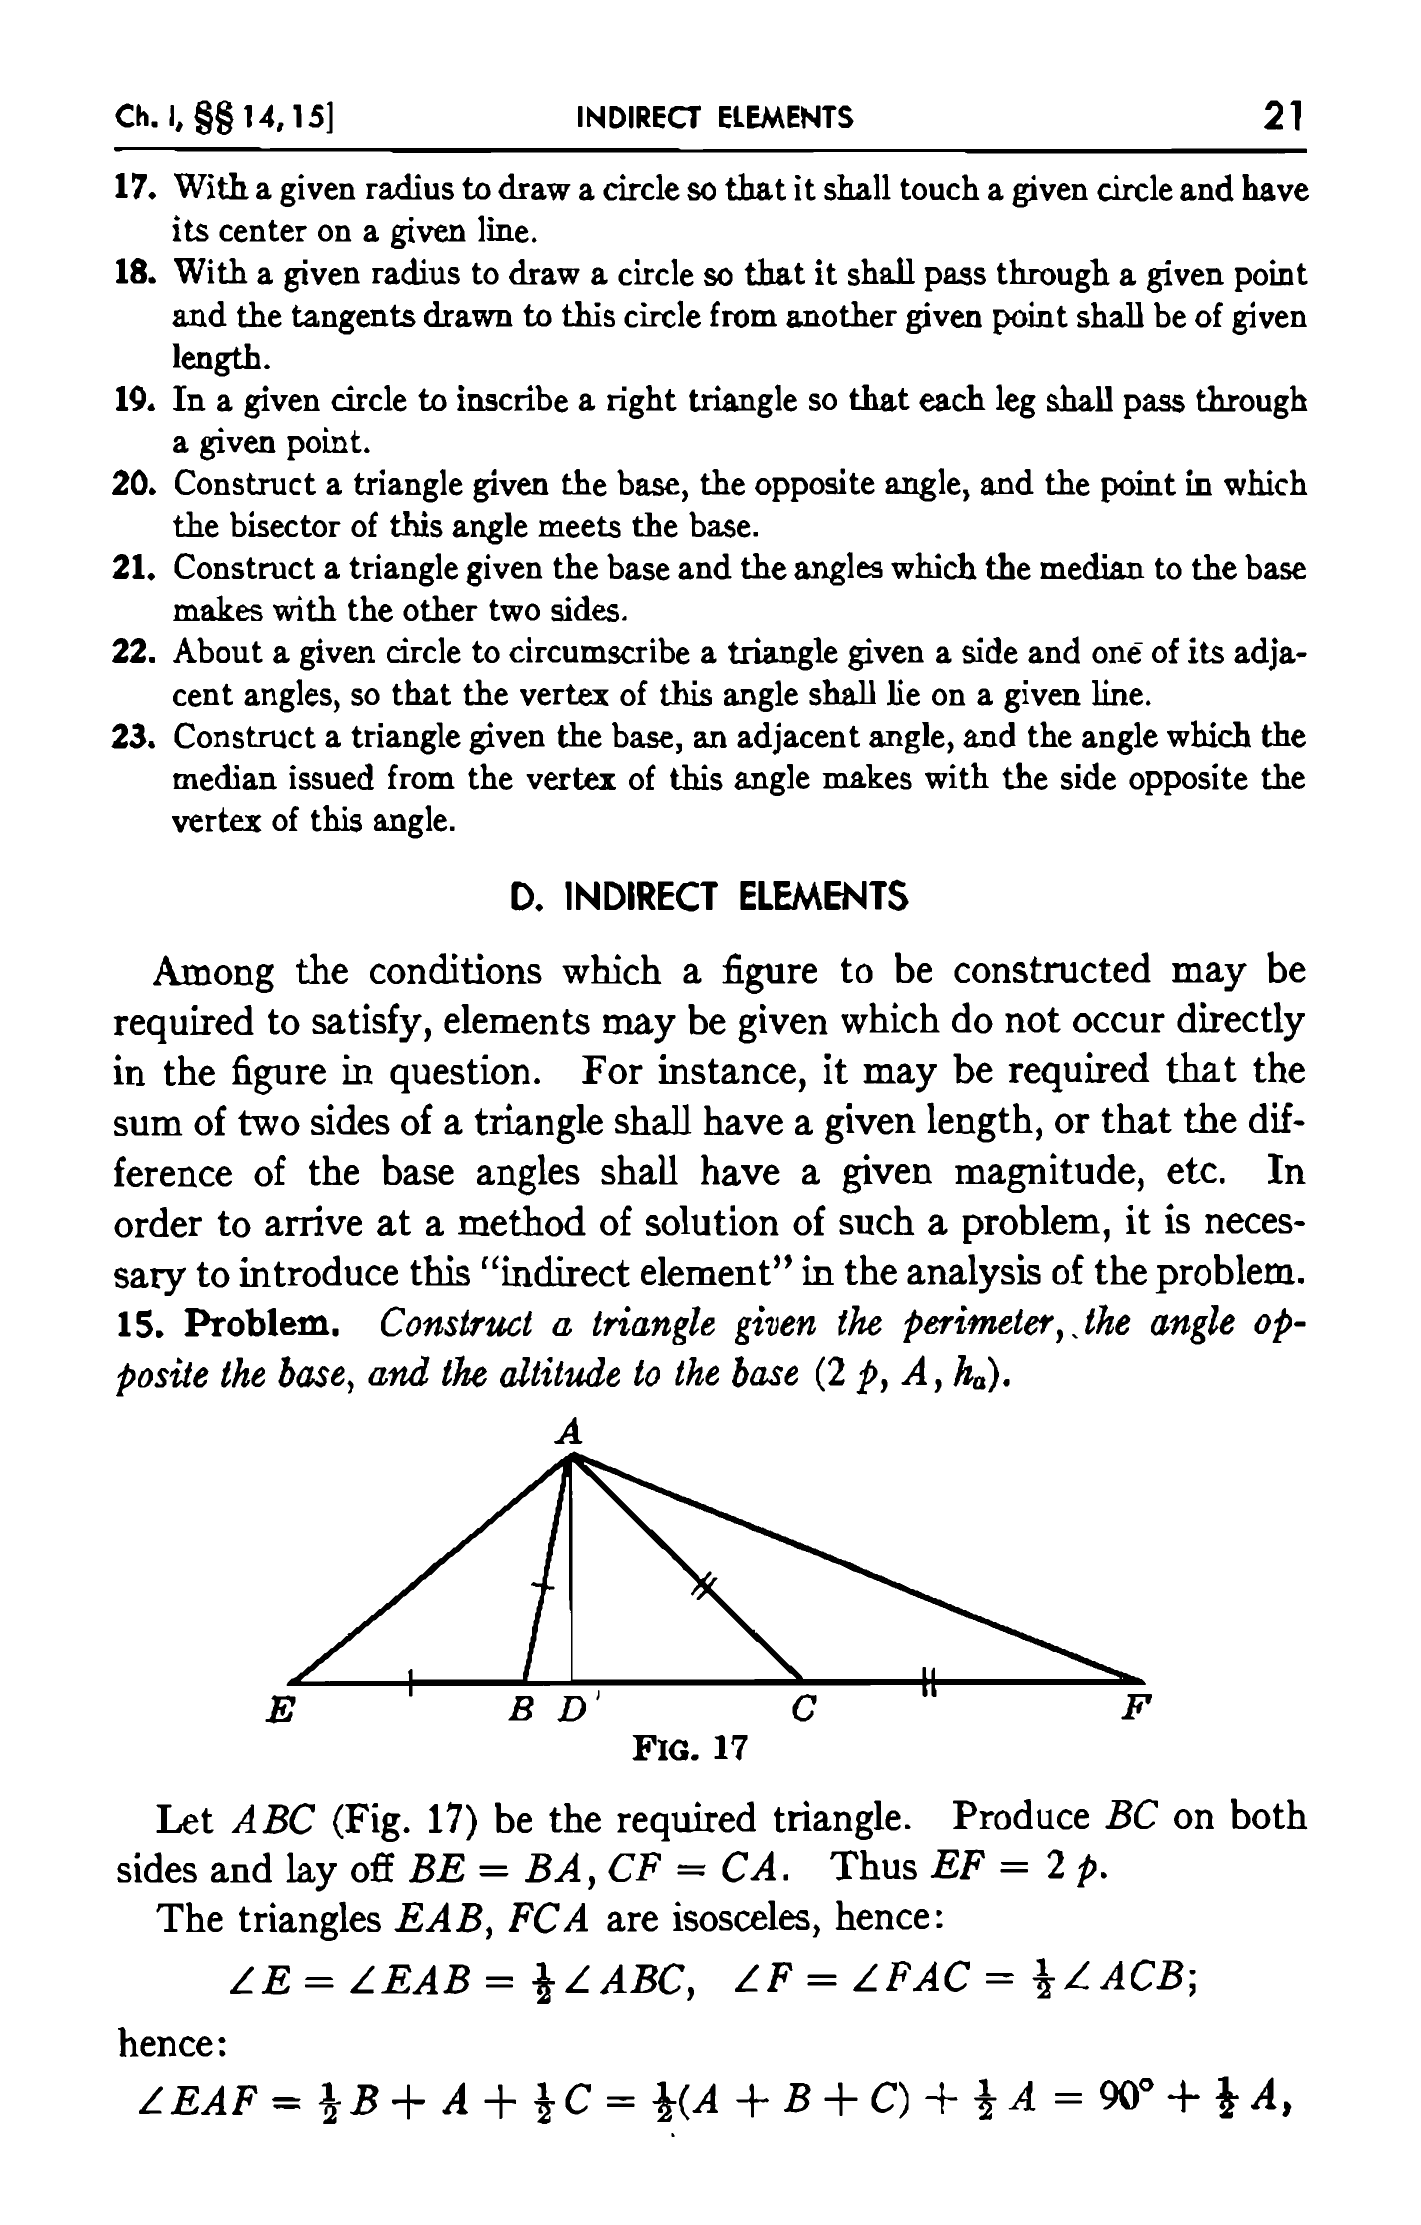 Ch. I, §§ 14, 15] INDIRECT ELEMENTS 21
17. With a given radius to draw a circle so that it shall touch a given circle and have
its center on a given line.
18. With a given radius to draw a circle so that it shall pass through a given point
and the tangents drawn to this circle from another given point shall be of given
length.
19. In a given circle to inscribe a right triangle so that each leg shall pass through
a given point.
20. Construct a triangle given the base, the opposite angle, and the point in which
the bisector of this angle meets the base.
21. Construct a triangle given the base and the angles which the median to the base
makes with the other two sides.
22. About a given circle to circumscribe a triangle given a side and one of its adja-
cent angles, so that the vertex of this angle shall lie on a given line.
23. Construct a triangle given the base, an adjacent angle, and the angle which the
median issued from the vertex of this angle makes with the side opposite the
vertex of this angle.
D. INDIRECT ELEMENTS
Among the conditions which a figure to be constructed may be
required to satisfy, elements may be given which do not occur directly
in the figure in question. For instance, it may be required that the
sum of two sides of a triangle shall have a given length, or that the dif-
ference of the base angles shall have a given magnitude, etc. In
order to arrive at a method of solution of such a problem, it is neces-
sary to introduce this "indirect element" in the analysis of the problem.
15. Problem. Construct a triangle given the perimeter, the angle op-
posite the base, and the altitude to the base (2 p, A, hₐ).
A
E B D' C F
FIG. 17
Let ABC (Fig. 17) be the required triangle. Produce BC on both
sides and lay off BE = BA, CF = CA. Thus EF = 2 p.
The triangles EAB, FCA are isosceles, hence:
∠E = ∠EAB = ½∠ABC, ∠F = ∠FAC = ½∠ACB;
hence:
∠EAF = ½B + A + ½C = ½(A + B + C) + ½A = 90° + ½A,